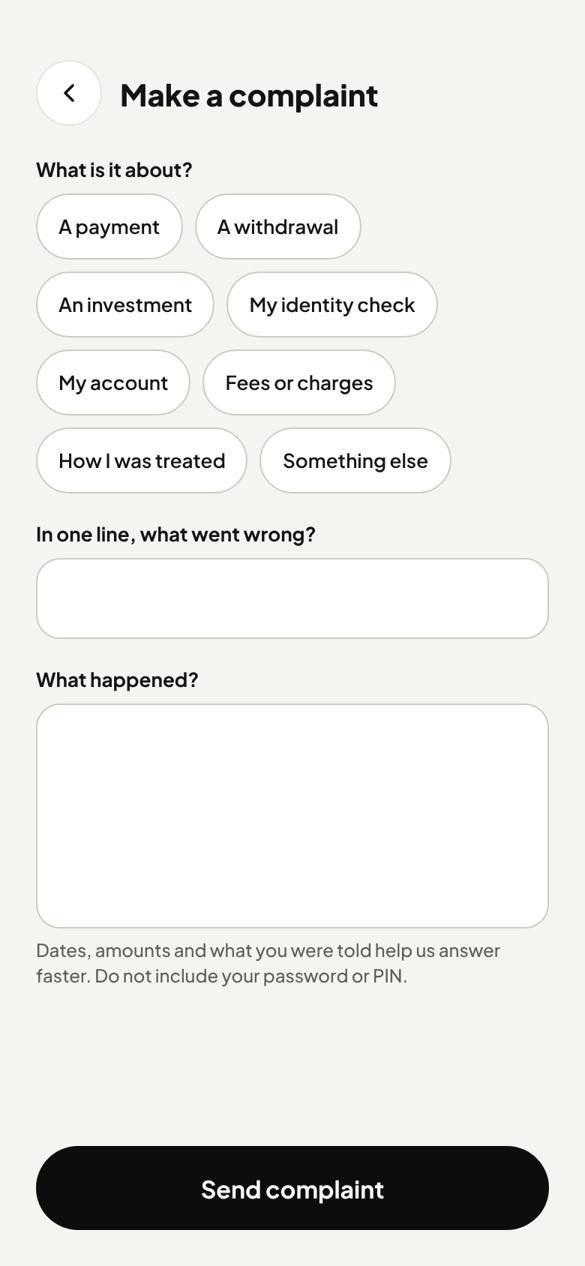 Make a complaint
What is it about?
A payment
A withdrawal
An investment
My identity check
My account
Fees or charges
How I was treated
Something else
In one line, what went wrong?
What happened?
Dates, amounts and what you were told help us answer
faster. Do not include your password or PIN.
Send complaint